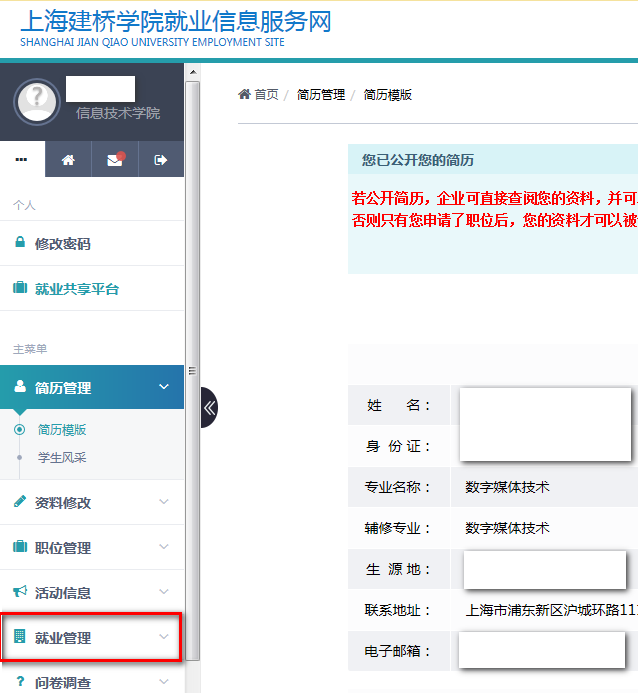 上海建桥学院就业信息服务网
SHANGHAI JIAN QIAO UNIVERSITY EMPLOYMENT SITE
信息技术学院
首页 / 简历管理 / 简历模版
个人
修改密码
就业共享平台
主菜单
简历管理
简历模版
学生风采
资料修改
职位管理
活动信息
就业管理
问卷调查
您已公开您的简历
若公开简历，企业可直接查阅您的资料，并可
否则只有您申请了职位后，您的资料才可以被
姓 名：
身 份 证：
专业名称： 数字媒体技术
辅修专业： 数字媒体技术
生 源 地：
联系地址： 上海市浦东新区沪城环路11
电子邮箱：